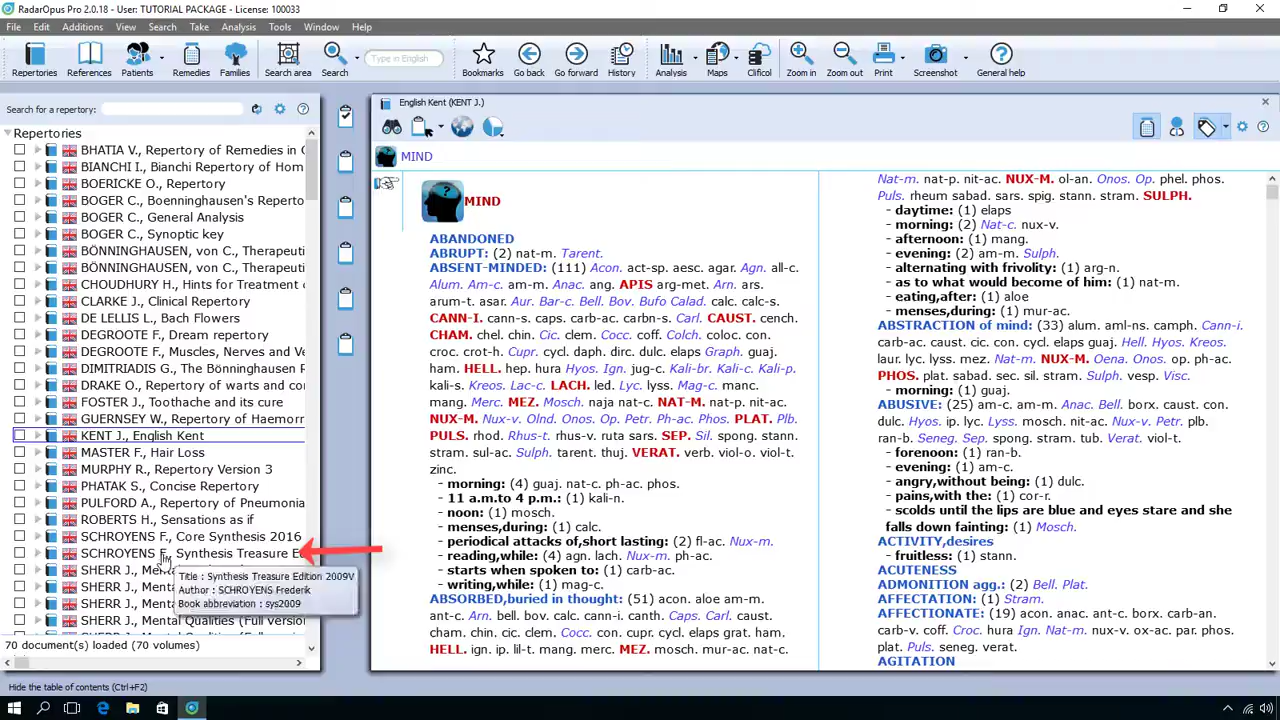 RadarOpus Pro 2.0.18 - User: TUTORIAL PACKAGE - License: 100033
File Edit Additions View Search Take Analysis Tools Window Help
Repertories References Patients Remedies Families Search area Search Type in English Bookmarks Go back Go forward History Analysis Maps Clificol Zoom in Zoom out Print Screenshot General help
Search for a repertory:
Repertories
BHATIA V., Repertory of Remedies in C
BIANCHI I., Bianchi Repertory of Hom
BOERICKE O., Repertory
BOGER C., Boenninghausen's Reperto
BOGER C., General Analysis
BOGER C., Synoptic key
BÖNNINGHAUSEN, von C., Therapeuti
BÖNNINGHAUSEN, von C., Therapeuti
CHOUDHURY H., Hints for Treatment o
CLARKE J., Clinical Repertory
DE LELLIS L., Bach Flowers
DEGROOTE F., Dream repertory
DEGROOTE F., Muscles, Nerves and Ve
DIMITRIADIS G., The Bönninghausen R
DRAKE O., Repertory of warts and con
FOSTER J., Toothache and its cure
GUERNSEY W., Repertory of Haemorr
KENT J., English Kent
MASTER F., Hair Loss
MURPHY R., Repertory Version 3
PHATAK S., Concise Repertory
PULFORD A., Repertory of Pneumonia
ROBERTS H., Sensations as if
SCHROYENS F., Core Synthesis 2016
SCHROYENS F., Synthesis Treasure E
SHERR J., Ment
SHERR J., Menta
SHERR J., Menta
SHERR J., Mental Qualities (Full version
Title : Synthesis Treasure Edition 2009V
Author : SCHROYENS Frederik
Book abbreviation : sys2009
70 document(s) loaded (70 volumes)
Hide the table of contents (Ctrl+F2)
English Kent (KENT J.)
MIND
MIND
ABANDONED
ABRUPT: (2) nat-m. Tarent.
ABSENT-MINDED: (111) Acon. act-sp. aesc. agar. Agn. all-c.
Alum. Am-c. am-m. Anac. ang. APIS arg-met. Arn. ars.
arum-t. asar. Aur. Bar-c. Bell. Bov. Bufo Calad. calc. calc-s.
CANN-I. cann-s. caps. carb-ac. carbn-s. Carl. CAUST. cench.
CHAM. chel. chin. Cic. clem. Cocc. coff. Colch. coloc. con.
croc. crot-h. Cupr. cycl. daph. dirc. dulc. elaps Graph. guaj.
ham. HELL. hep. hura Hyos. Ign. jug-c. Kali-br. Kali-c. Kali-p.
kali-s. Kreos. Lac-c. LACH. led. Lyc. lyss. Mag-c. manc.
mang. Merc. MEZ. Mosch. naja nat-c. NAT-M. nat-p. nit-ac.
NUX-M. Nux-v. Olnd. Onos. Op. Petr. Ph-ac. Phos. PLAT. Plb.
PULS. rhod. Rhus-t. rhus-v. ruta sars. SEP. Sil. spong. stann.
stram. sul-ac. Sulph. tarent. thuj. VERAT. verb. viol-o. viol-t.
zinc.
- morning: (4) guaj. nat-c. ph-ac. phos.
- 11 a.m.to 4 p.m.: (1) kali-n.
- noon: (1) mosch.
- menses,during: (1) calc.
- periodical attacks of,short lasting: (2) fl-ac. Nux-m.
- reading,while: (4) agn. lach. Nux-m. ph-ac.
- starts when spoken to: (1) carb-ac.
- writing,while: (1) mag-c.
ABSORBED,buried in thought: (51) acon. aloe am-m.
ant-c. Arn. bell. bov. calc. cann-i. canth. Caps. Carl. caust.
cham. chin. cic. clem. Cocc. con. cupr. cycl. elaps grat. ham.
HELL. ign. ip. lil-t. mang. merc. MEZ. mosch. mur-ac. nat-c.
Nat-m. nat-p. nit-ac. NUX-M. ol-an. Onos. Op. phel. phos.
Puls. rheum sabad. sars. spig. stann. stram. SULPH.
- daytime: (1) elaps
- morning: (2) Nat-c. nux-v.
- afternoon: (1) mang.
- evening: (2) am-m. Sulph.
- alternating with frivolity: (1) arg-n.
- as to what would become of him: (1) nat-m.
- eating,after: (1) aloe
- menses,during: (1) mur-ac.
ABSTRACTION of mind: (33) alum. aml-ns. camph. Cann-i.
carb-ac. caust. cic. con. cycl. elaps guaj. Hell. Hyos. Kreos.
laur. lyc. lyss. mez. Nat-m. NUX-M. Oena. Onos. op. ph-ac.
PHOS. plat. sabad. sec. sil. stram. Sulph. vesp. Visc.
- morning: (1) guaj.
ABUSIVE: (25) am-c. am-m. Anac. Bell. borx. caust. con.
dulc. Hyos. ip. lyc. Lyss. mosch. nit-ac. Nux-v. Petr. plb.
ran-b. Seneg. Sep. spong. stram. tub. Verat. viol-t.
- forenoon: (1) ran-b.
- evening: (1) am-c.
- angry,without being: (1) dulc.
- pains,with the: (1) cor-r.
- scolds until the lips are blue and eyes stare and she
falls down fainting: (1) Mosch.
ACTIVITY,desires
- fruitless: (1) stann.
ACUTENESS
ADMONITION agg.: (2) Bell. Plat.
AFFECTATION: (1) Stram.
AFFECTIONATE: (19) acon. anac. ant-c. borx. carb-an.
carb-v. coff. Croc. hura Ign. Nat-m. nux-v. ox-ac. par. phos.
plat. Puls. seneg. verat.
AGITATION